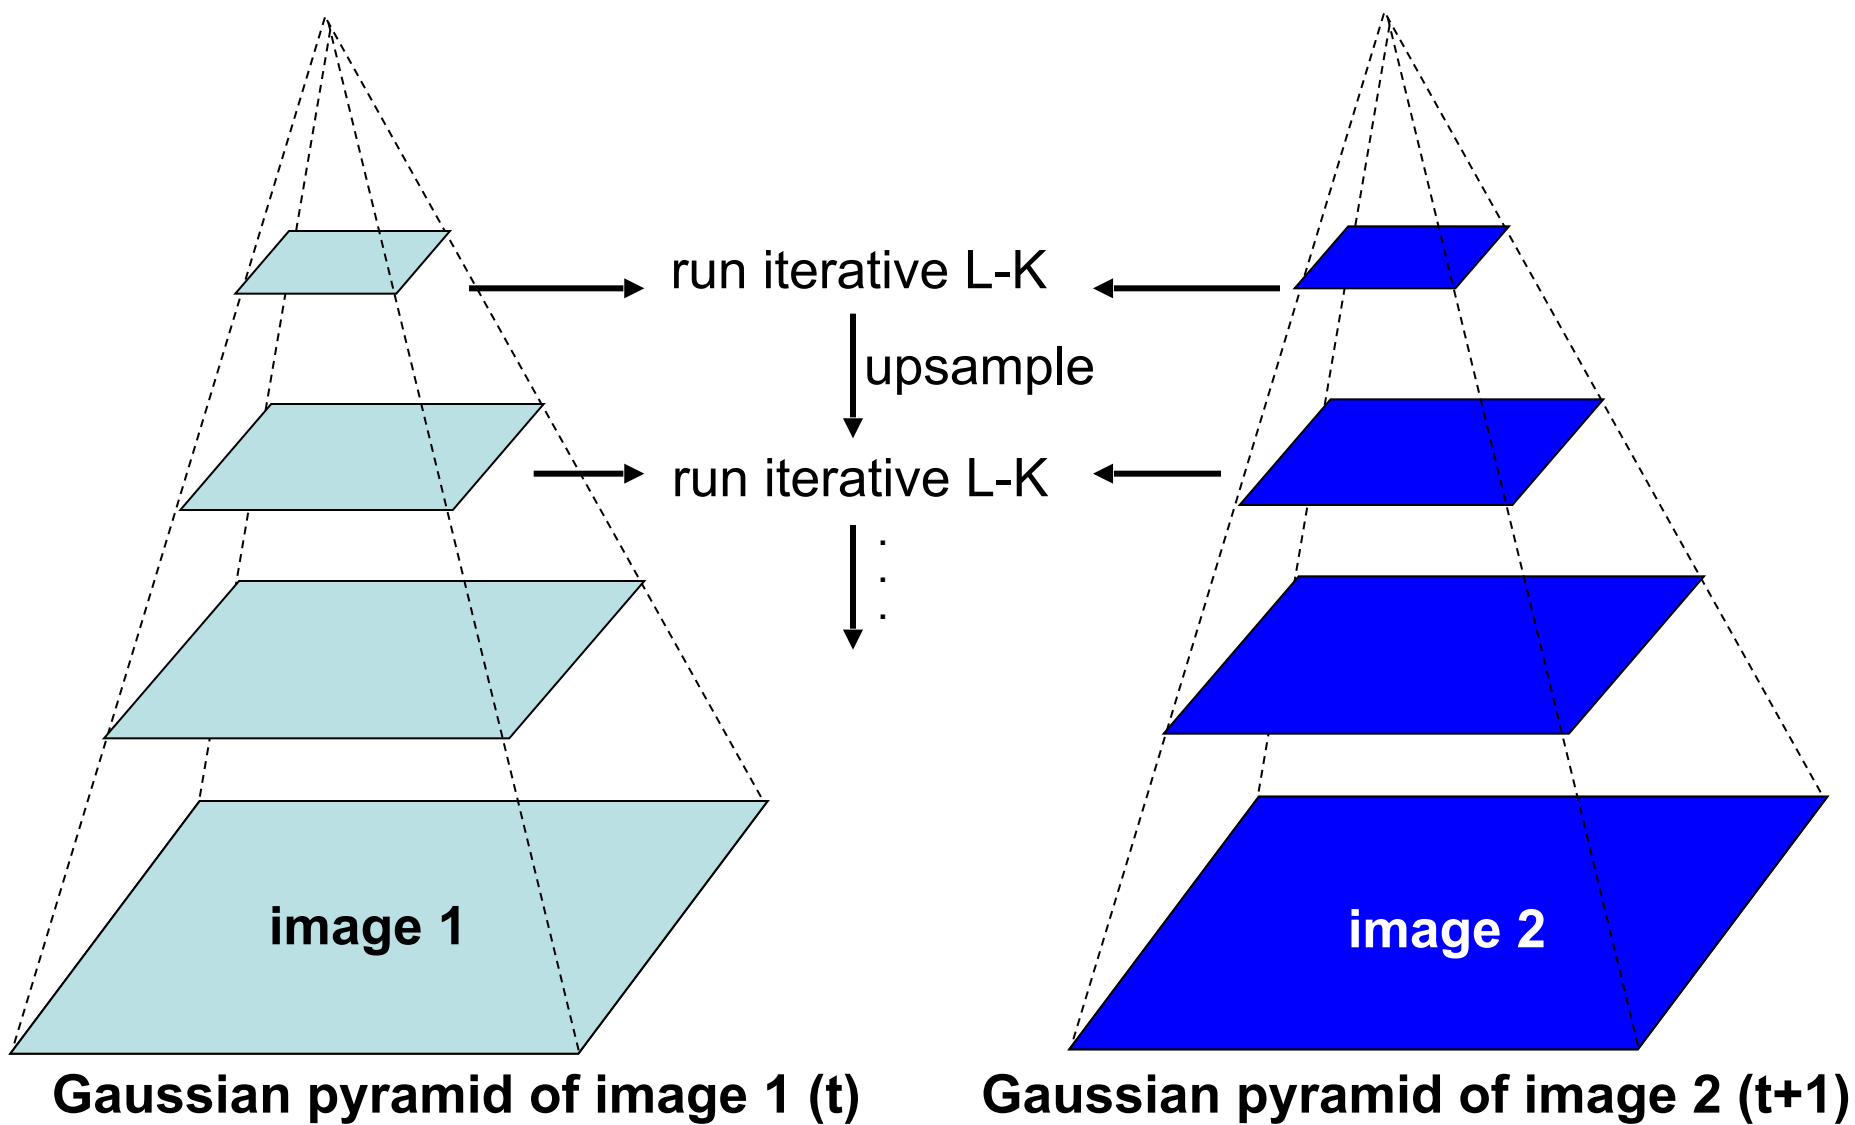 run iterative L-K
upsample
run iterative L-K
.
.
.
image 1
image 2
Gaussian pyramid of image 1 (t)
Gaussian pyramid of image 2 (t+1)